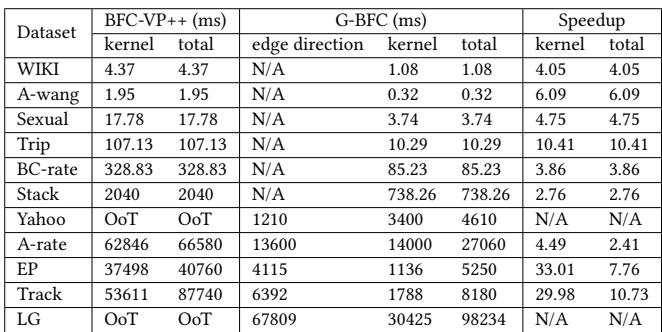 Dataset BFC-VP++ (ms) G-BFC (ms) Speedup
kernel total edge direction kernel total kernel total
WIKI 4.37 4.37 N/A 1.08 1.08 4.05 4.05
A-wang 1.95 1.95 N/A 0.32 0.32 6.09 6.09
Sexual 17.78 17.78 N/A 3.74 3.74 4.75 4.75
Trip 107.13 107.13 N/A 10.29 10.29 10.41 10.41
BC-rate 328.83 328.83 N/A 85.23 85.23 3.86 3.86
Stack 2040 2040 N/A 738.26 738.26 2.76 2.76
Yahoo OoT OoT 1210 3400 4610 N/A N/A
A-rate 62846 66580 13600 14000 27060 4.49 2.41
EP 37498 40760 4115 1136 5250 33.01 7.76
Track 53611 87740 6392 1788 8180 29.98 10.73
LG OoT OoT 67809 30425 98234 N/A N/A